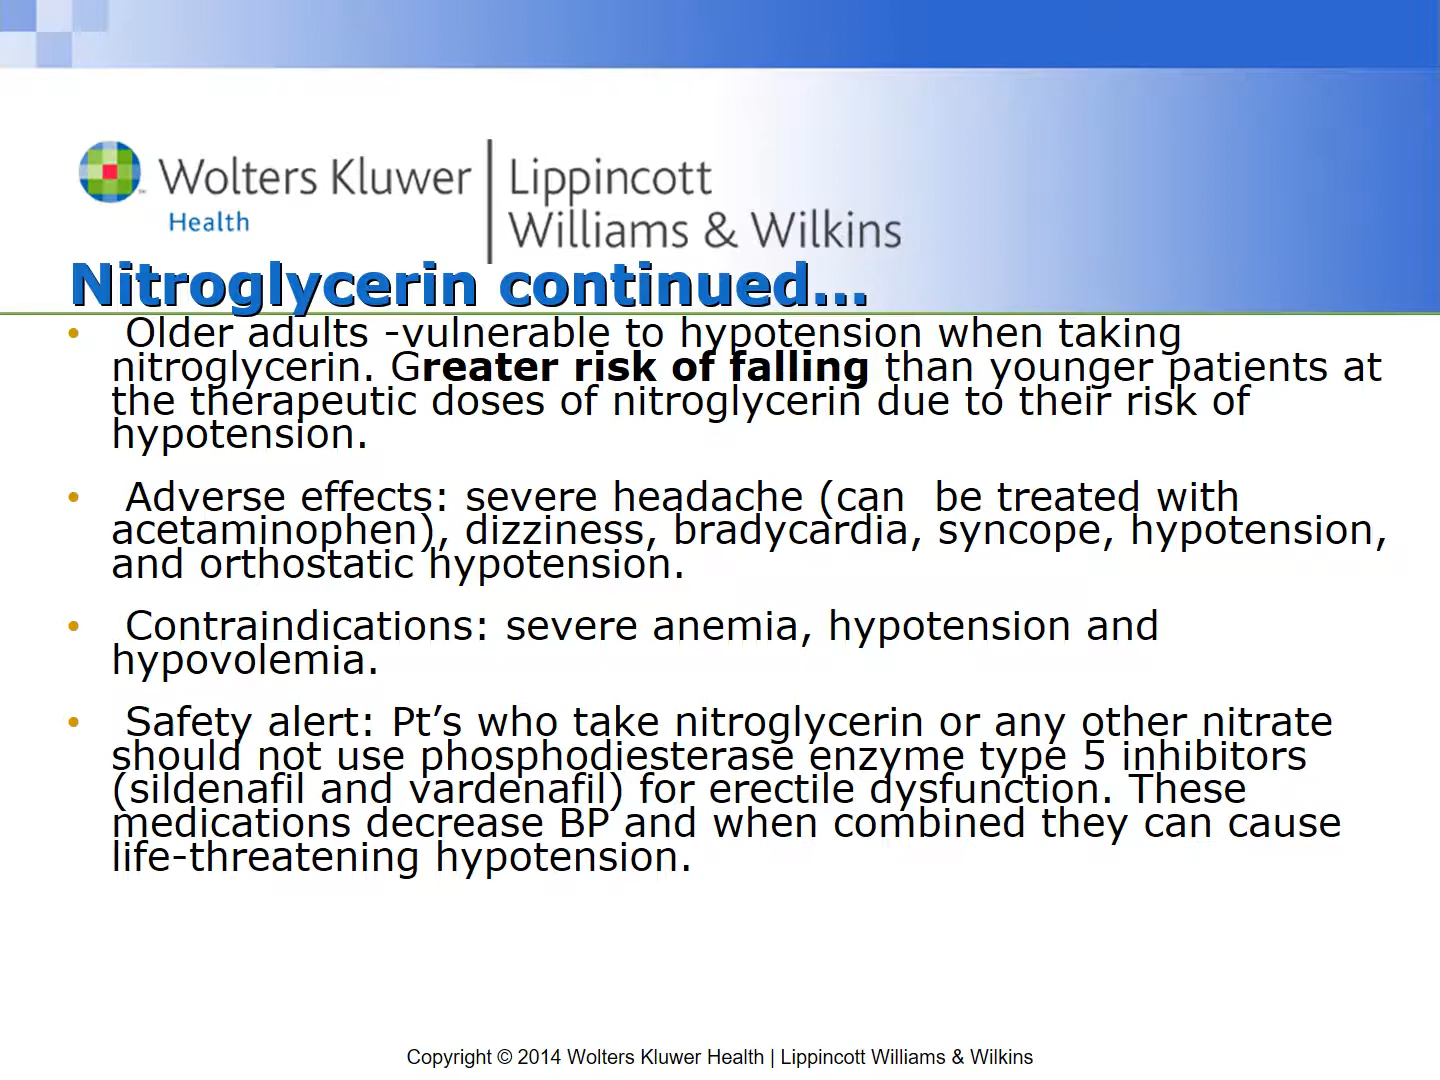 Wolters Kluwer
Health
Lippincott
Williams & Wilkins
Nitroglycerin continued…
• Older adults -vulnerable to hypotension when taking
nitroglycerin. Greater risk of falling than younger patients at
the therapeutic doses of nitroglycerin due to their risk of
hypotension.
• Adverse effects: severe headache (can  be treated with
acetaminophen), dizziness, bradycardia, syncope, hypotension,
and orthostatic hypotension.
• Contraindications: severe anemia, hypotension and
hypovolemia.
• Safety alert: Pt’s who take nitroglycerin or any other nitrate
should not use phosphodiesterase enzyme type 5 inhibitors
(sildenafil and vardenafil) for erectile dysfunction. These
medications decrease BP and when combined they can cause
life-threatening hypotension.
Copyright © 2014 Wolters Kluwer Health | Lippincott Williams & Wilkins